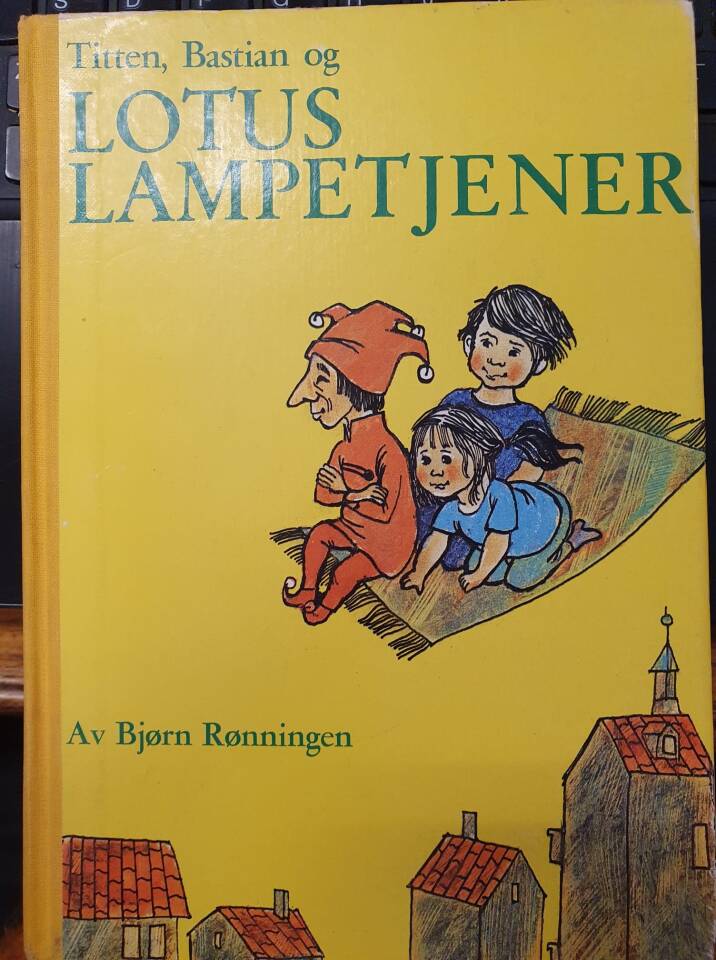 Titten, Bastian og
LOTUS
LAMPETJENER
Av Bjørn Rønningen